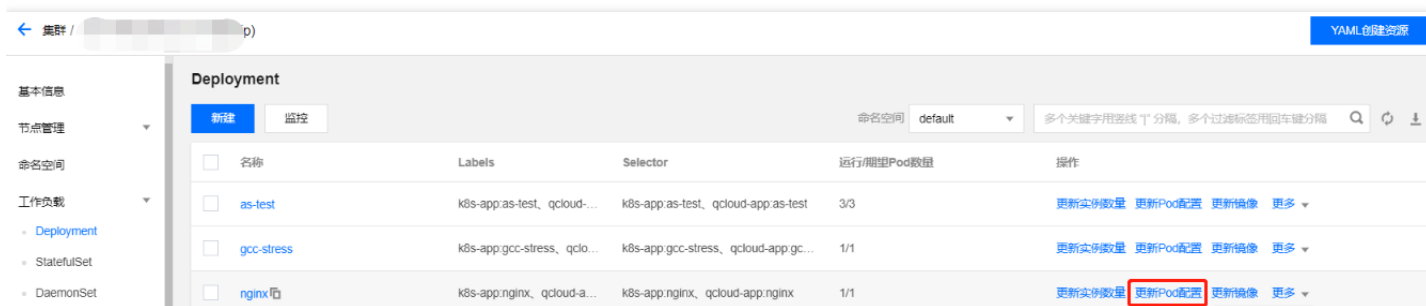 集群 / p)
YAML创建资源
基本信息
节点管理
命名空间
工作负载
Deployment
StatefulSet
DaemonSet
Deployment
新建 监控 命名空间 default 多个关键字用竖线 "|" 分隔，多个过滤标签用回车键分隔
名称 Labels Selector 运行/期望Pod数量 操作
as-test k8s-app:as-test、qcloud-... k8s-app:as-test、qcloud-app:as-test 3/3 更新实例数量 更新Pod配置 更新镜像 更多
gcc-stress k8s-app:gcc-stress、qclo... k8s-app:gcc-stress、qcloud-app:gc... 1/1 更新实例数量 更新Pod配置 更新镜像 更多
nginx k8s-app:nginx、qcloud-a... k8s-app:nginx、qcloud-app:nginx 1/1 更新实例数量 更新Pod配置 更新镜像 更多